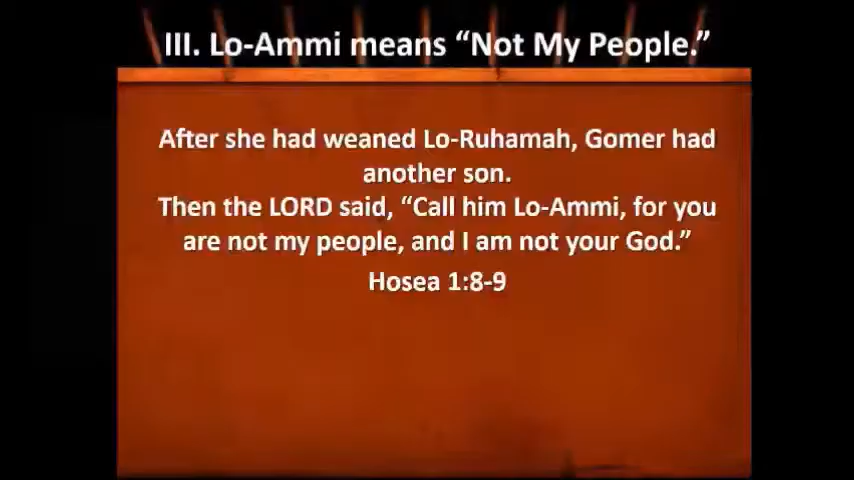 III. Lo-Ammi means “Not My People.”
After she had weaned Lo-Ruhamah, Gomer had
another son.
Then the LORD said, “Call him Lo-Ammi, for you
are not my people, and I am not your God.”
Hosea 1:8-9